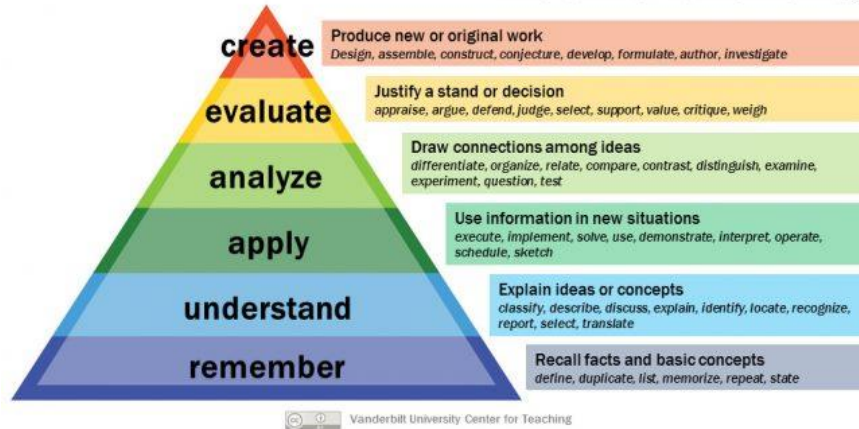 create
Produce new or original work
Design, assemble, construct, conjecture, develop, formulate, author, investigate
evaluate
Justify a stand or decision
appraise, argue, defend, judge, select, support, value, critique, weigh
analyze
Draw connections among ideas
differentiate, organize, relate, compare, contrast, distinguish, examine,
experiment, question, test
apply
Use information in new situations
execute, implement, solve, use, demonstrate, interpret, operate,
schedule, sketch
understand
Explain ideas or concepts
classify, describe, discuss, explain, identify, locate, recognize,
report, select, translate
remember
Recall facts and basic concepts
define, duplicate, list, memorize, repeat, state
cc
Vanderbilt University Center for Teaching